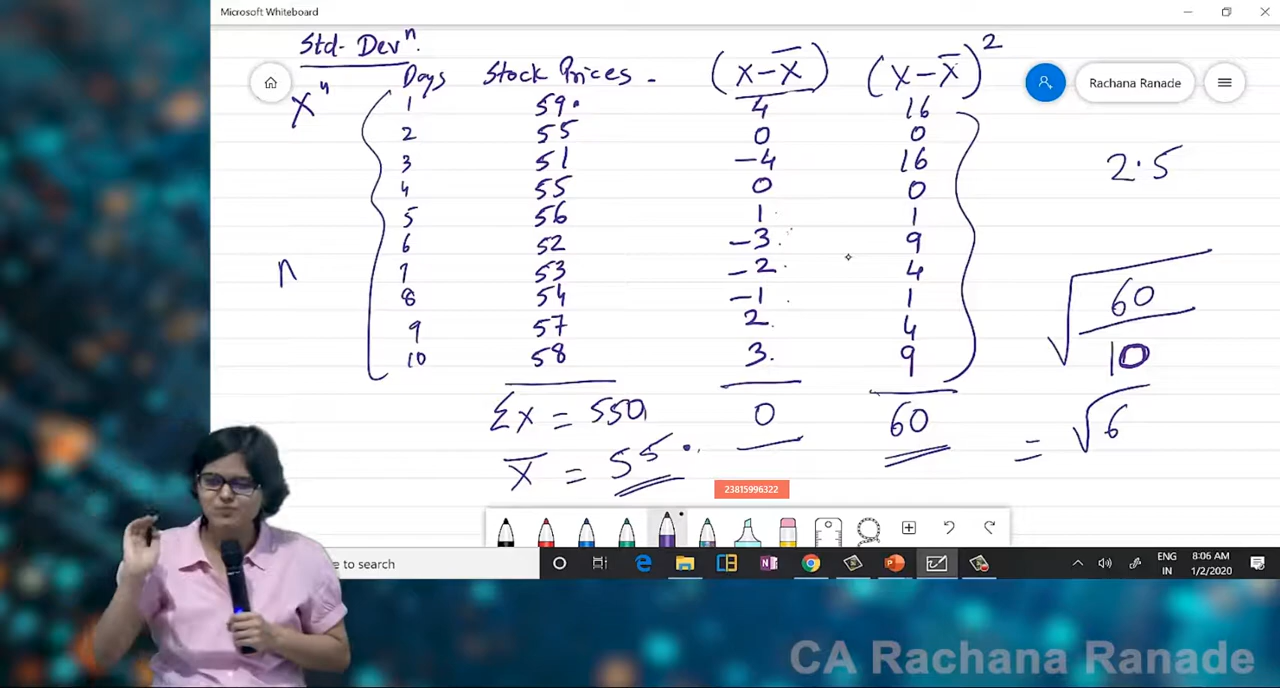 Microsoft Whiteboard
Std-Devⁿ.
Days Stock Prices - (x-x̄) (x-x̄)²
Rachana Ranade
1 59. 4 16
2 55 0 0
3 51 -4 16
4 55 0 0
5 56 1 1
6 52 -3 9
7 53 -2 4
8 54 -1 1
9 57 2 4
10 58 3 9
n
2.5
√60/10
Σx = 550 0 60 = √6
x̄ = 55
23815996322
e to search
ENG 8:06 AM
IN 1/2/2020
CA Rachana Ranade